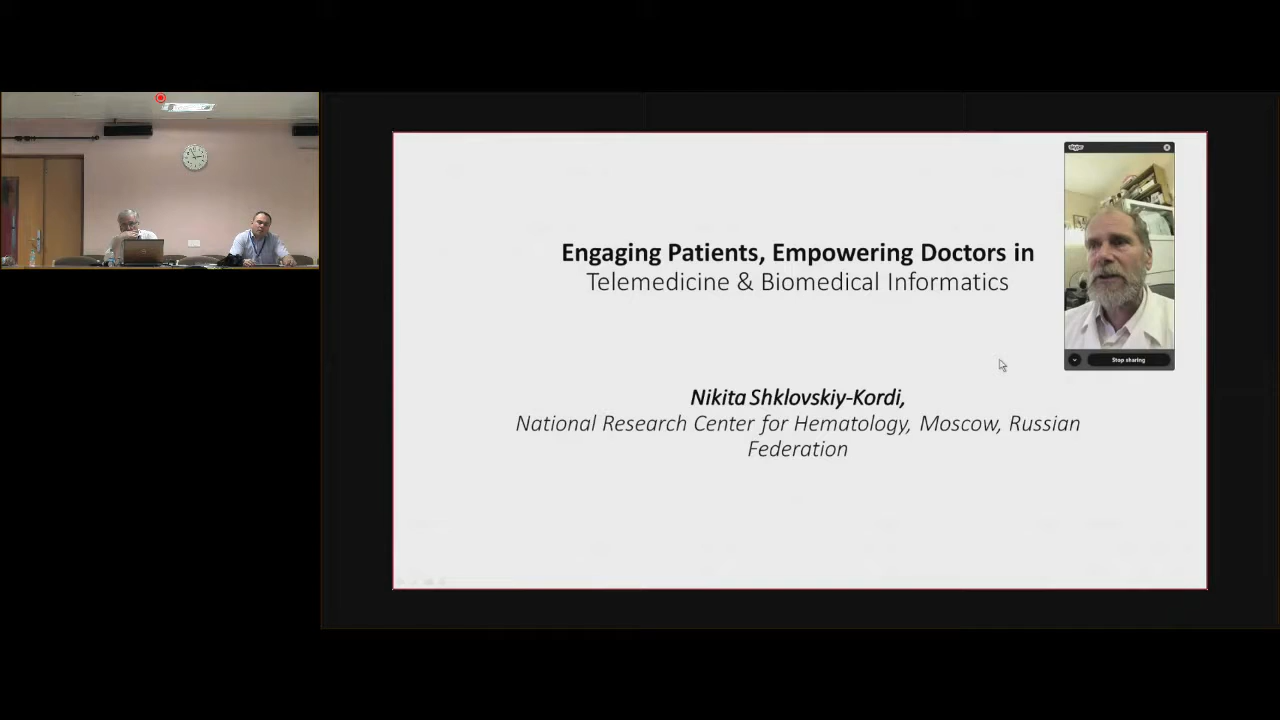 Engaging Patients, Empowering Doctors in
Telemedicine & Biomedical Informatics
Nikita Shklovskiy-Kordi,
National Research Center for Hematology, Moscow, Russian
Federation
skype
Stop sharing